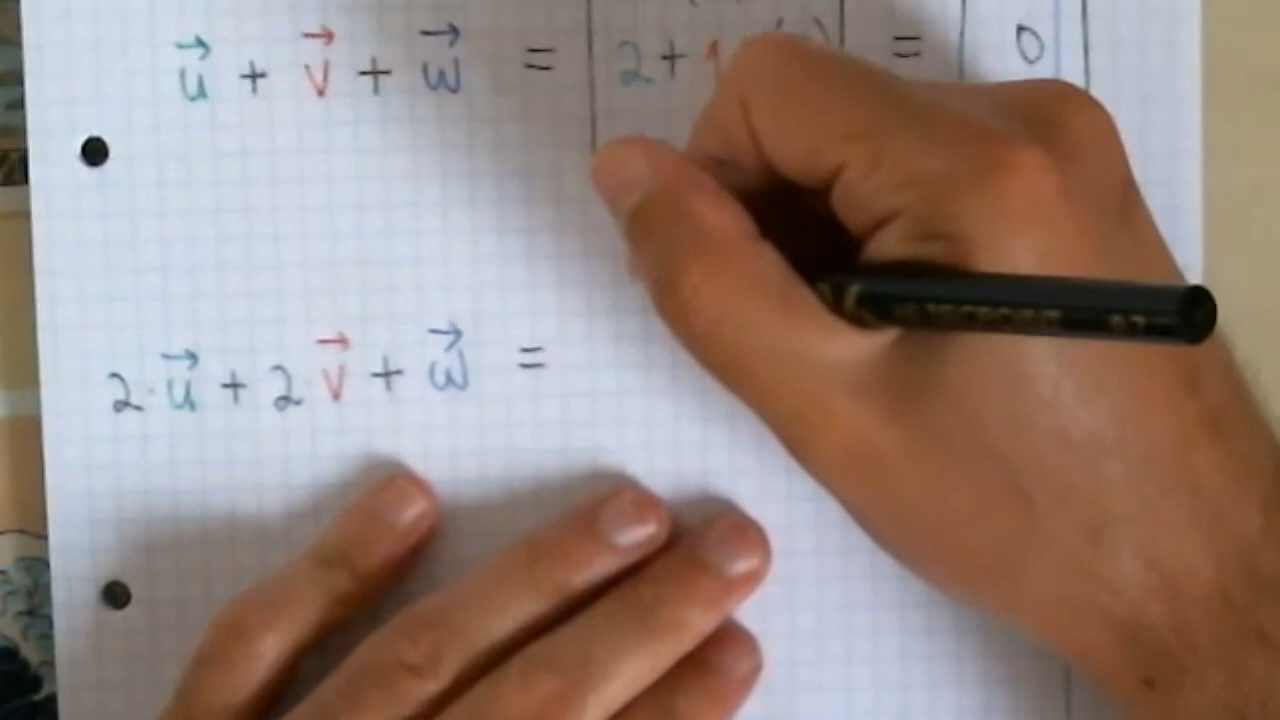 u⃗ + v⃗ + w⃗ = | 2 + | = | 0 |
2·u⃗ + 2 v⃗ + w⃗ =